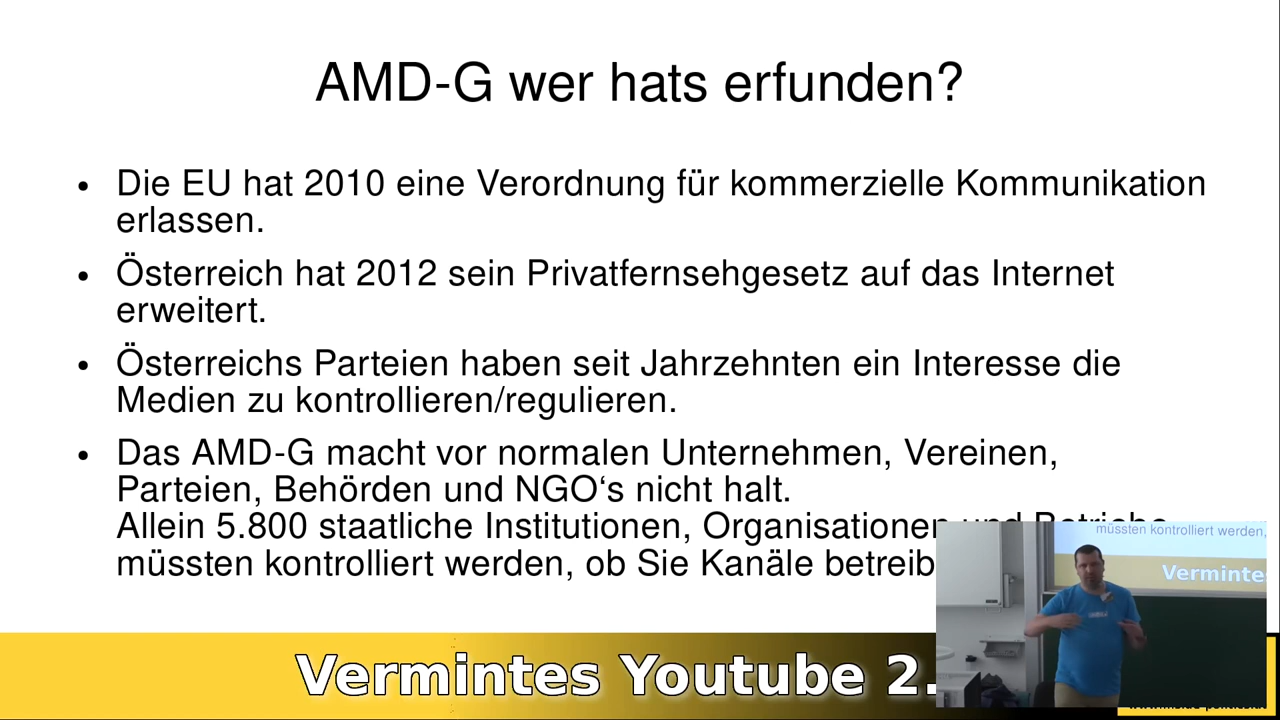 AMD-G wer hats erfunden?
• Die EU hat 2010 eine Verordnung für kommerzielle Kommunikation
erlassen.
• Österreich hat 2012 sein Privatfernsehgesetz auf das Internet
erweitert.
• Österreichs Parteien haben seit Jahrzehnten ein Interesse die
Medien zu kontrollieren/regulieren.
• Das AMD-G macht vor normalen Unternehmen, Vereinen,
Parteien, Behörden und NGO‘s nicht halt.
Allein 5.800 staatliche Institutionen, Organisationen und Betriebe
müssten kontrolliert werden, ob Sie Kanäle betreib
müssten kontrolliert werden,
Vermintes
Vermintes Youtube 2.